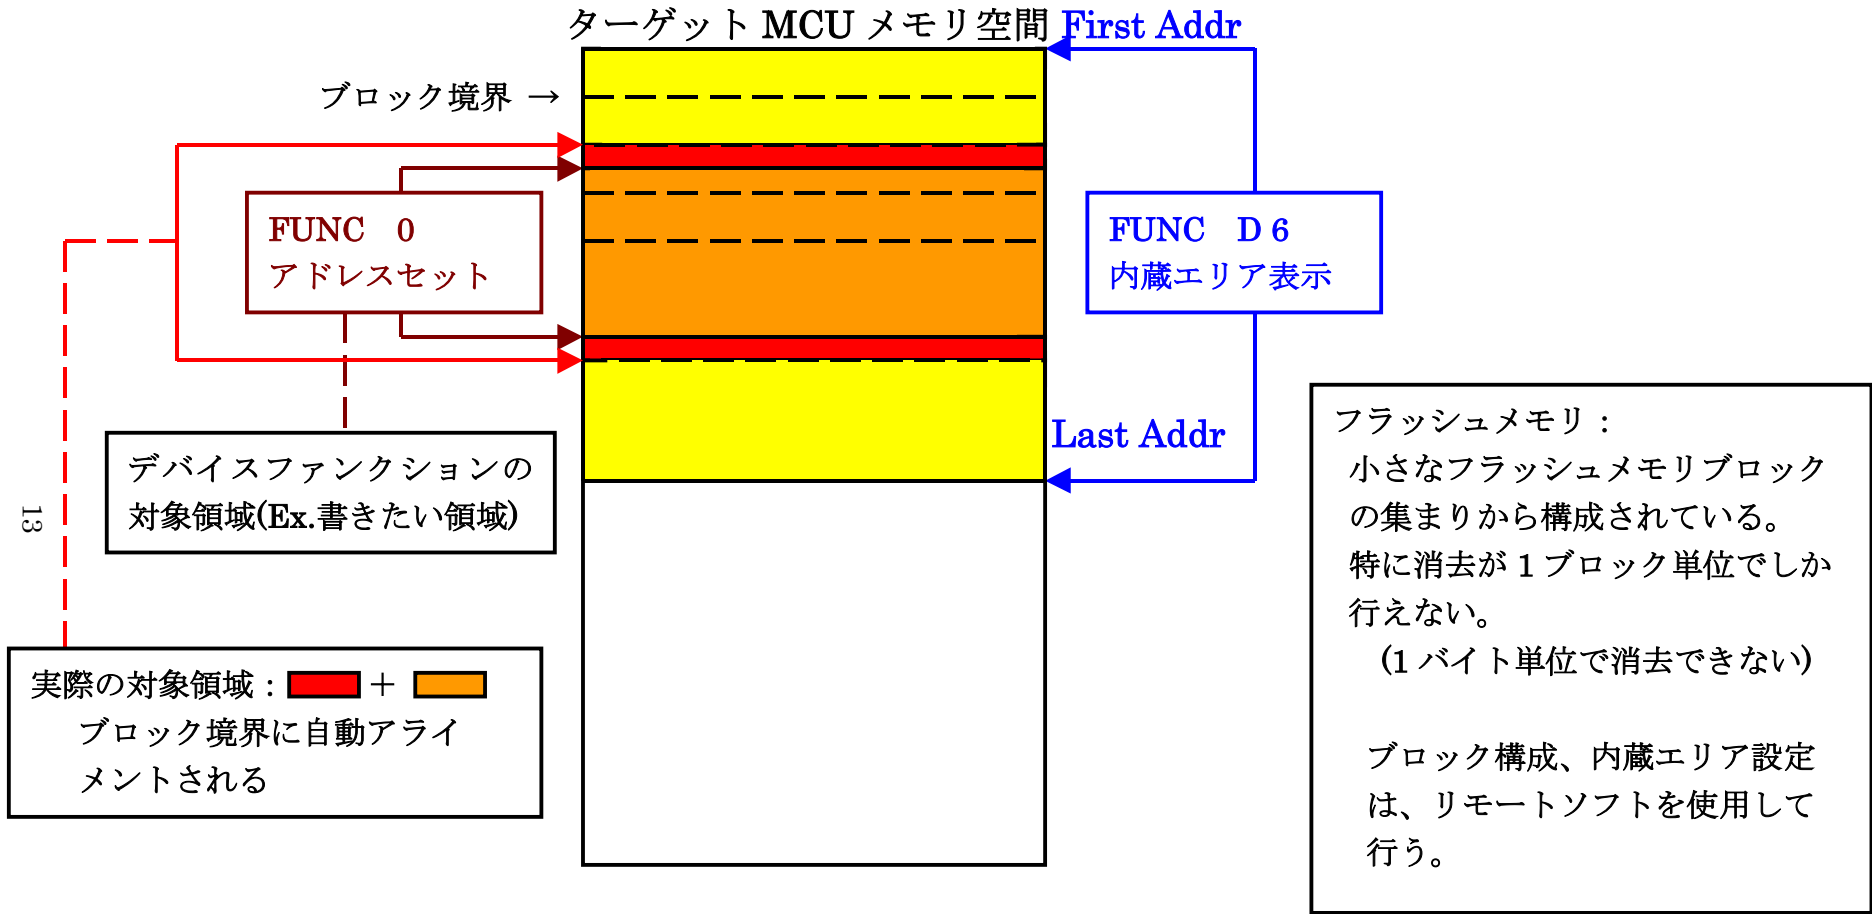 ターゲット MCU メモリ空間 First Addr
ブロック境界 →
FUNC 0
アドレスセット
FUNC D6
内蔵エリア表示
Last Addr
デバイスファンクションの
対象領域(Ex.書きたい領域)
13
実際の対象領域： ＋
ブロック境界に自動アライ
メントされる
フラッシュメモリ：
小さなフラッシュメモリブロック
の集まりから構成されている。
特に消去が 1 ブロック単位でしか
行えない。
(1 バイト単位で消去できない)
ブロック構成、内蔵エリア設定
は、リモートソフトを使用して
行う。